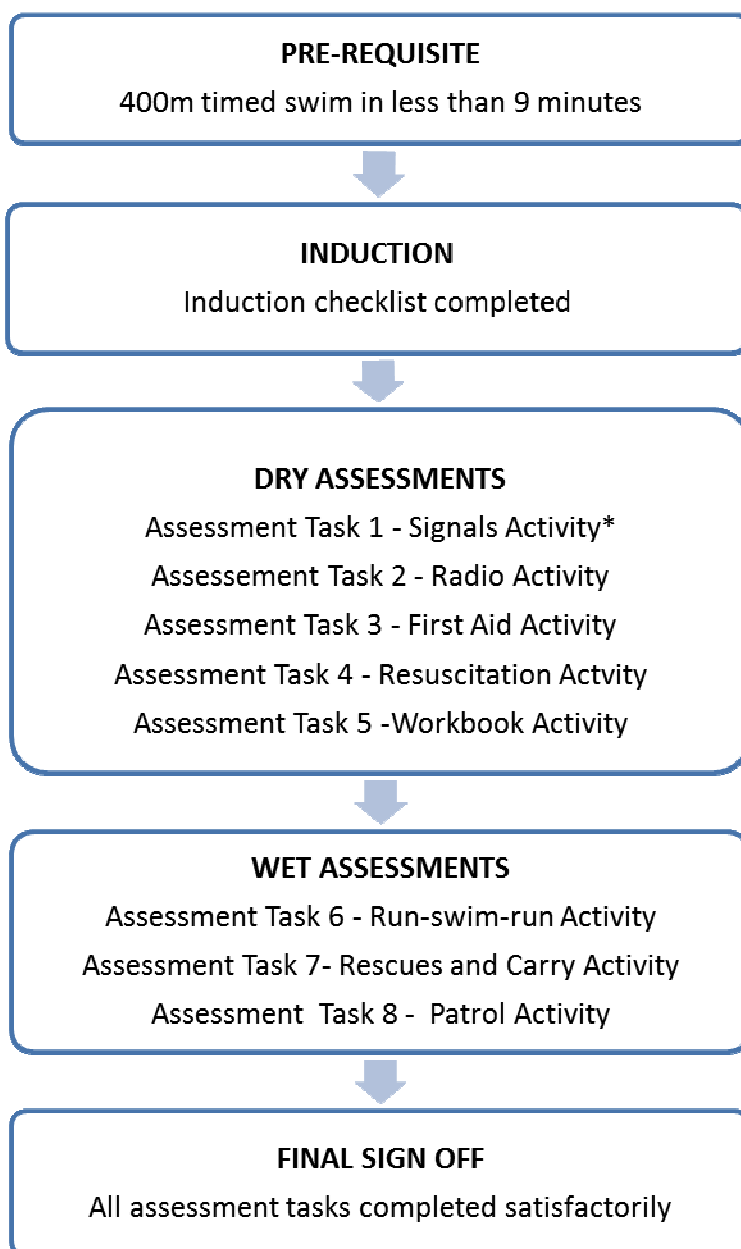 PRE-REQUISITE
400m timed swim in less than 9 minutes
INDUCTION
Induction checklist completed
DRY ASSESSMENTS
Assessment Task 1 - Signals Activity*
Assessement Task 2 - Radio Activity
Assessment Task 3 - First Aid Activity
Assessment Task 4 - Resuscitation Actvity
Assessment Task 5 -Workbook Activity
WET ASSESSMENTS
Assessment Task 6 - Run-swim-run Activity
Assessment Task 7- Rescues and Carry Activity
Assessment  Task 8 -  Patrol Activity
FINAL SIGN OFF
All assessment tasks completed satisfactorily